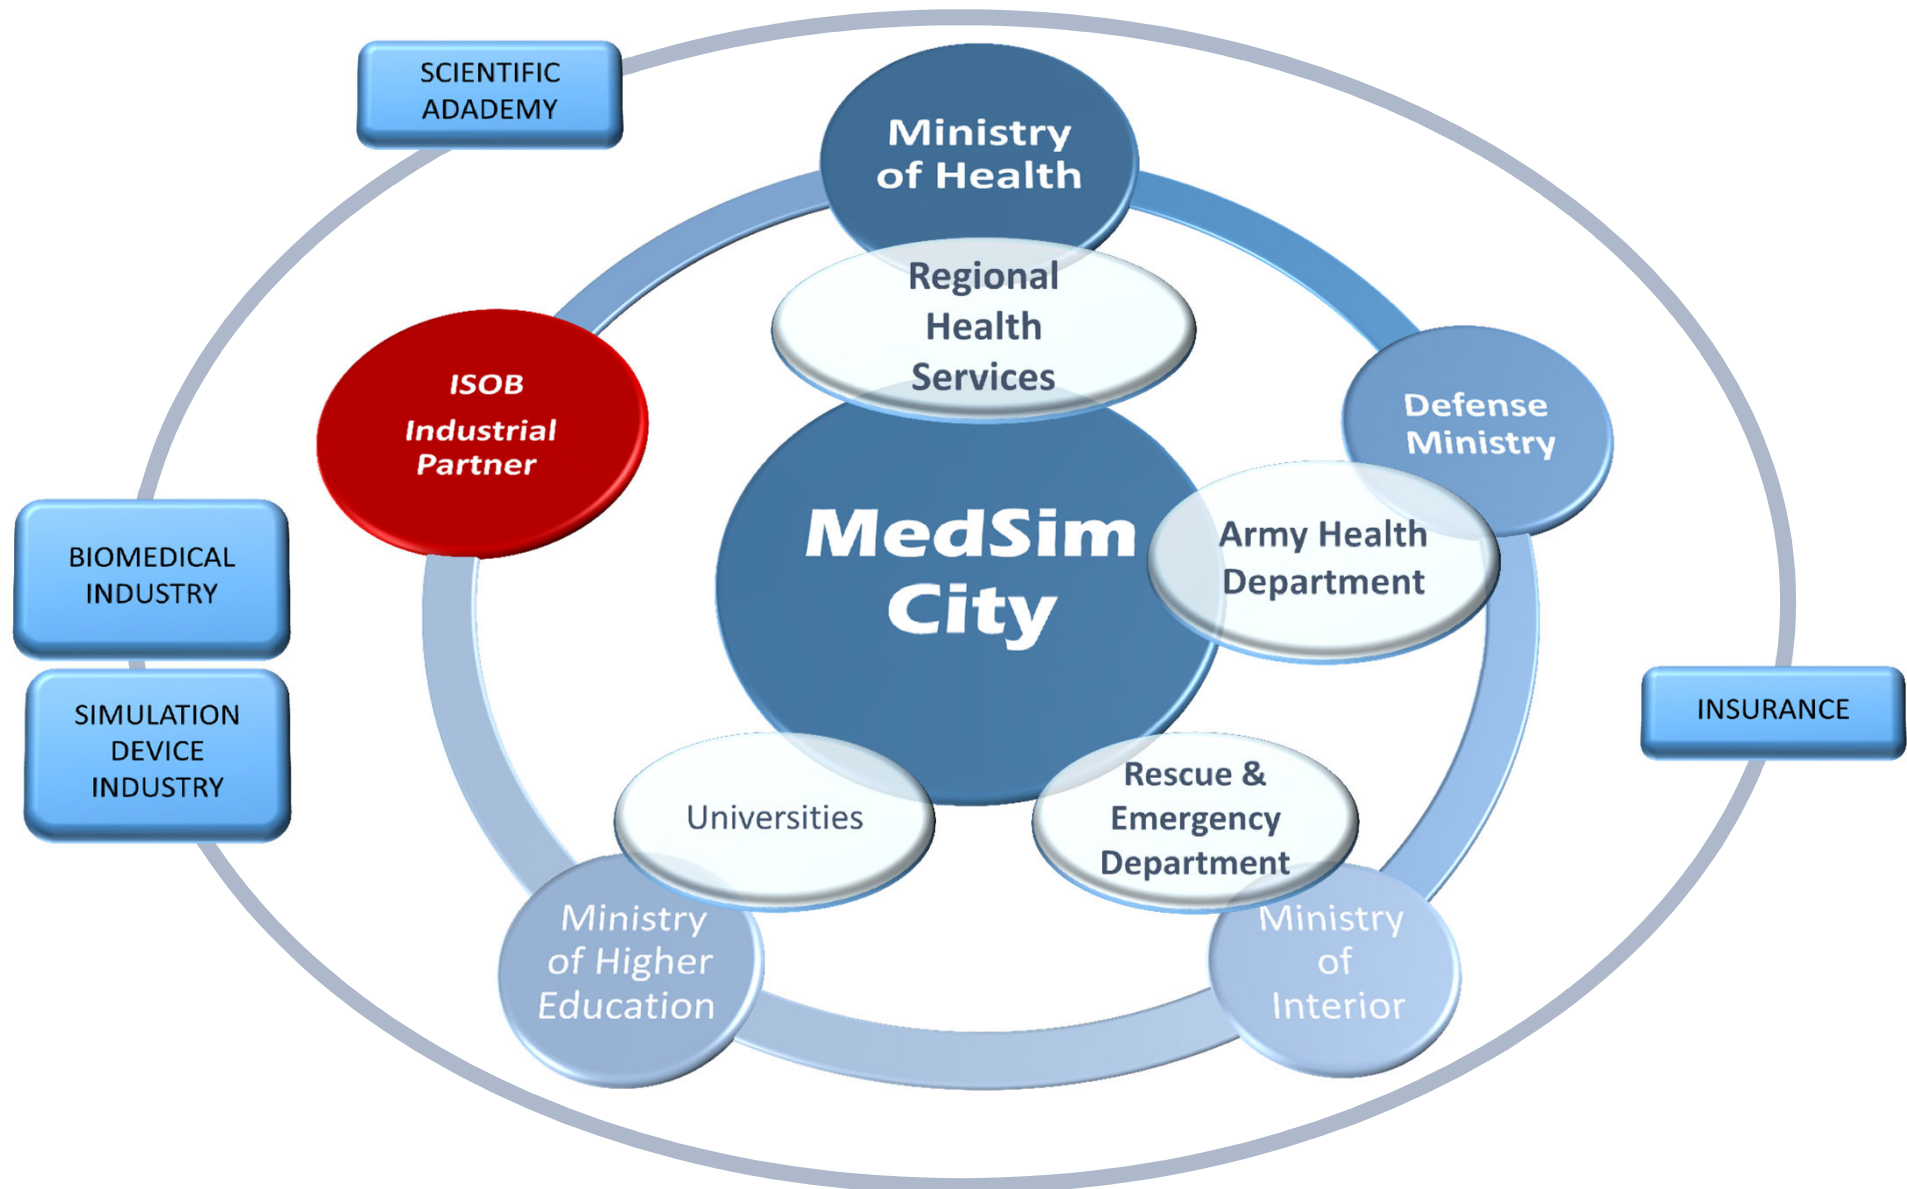 SCIENTIFIC
ADADEMY
Ministry
of Health
Regional
Health
Services
ISOB
Industrial
Partner
Defense
Ministry
MedSim
City
Army Health
Department
BIOMEDICAL
INDUSTRY
SIMULATION
DEVICE
INDUSTRY
INSURANCE
Universities
Rescue &
Emergency
Department
Ministry
of Higher
Education
Ministry
of
Interior